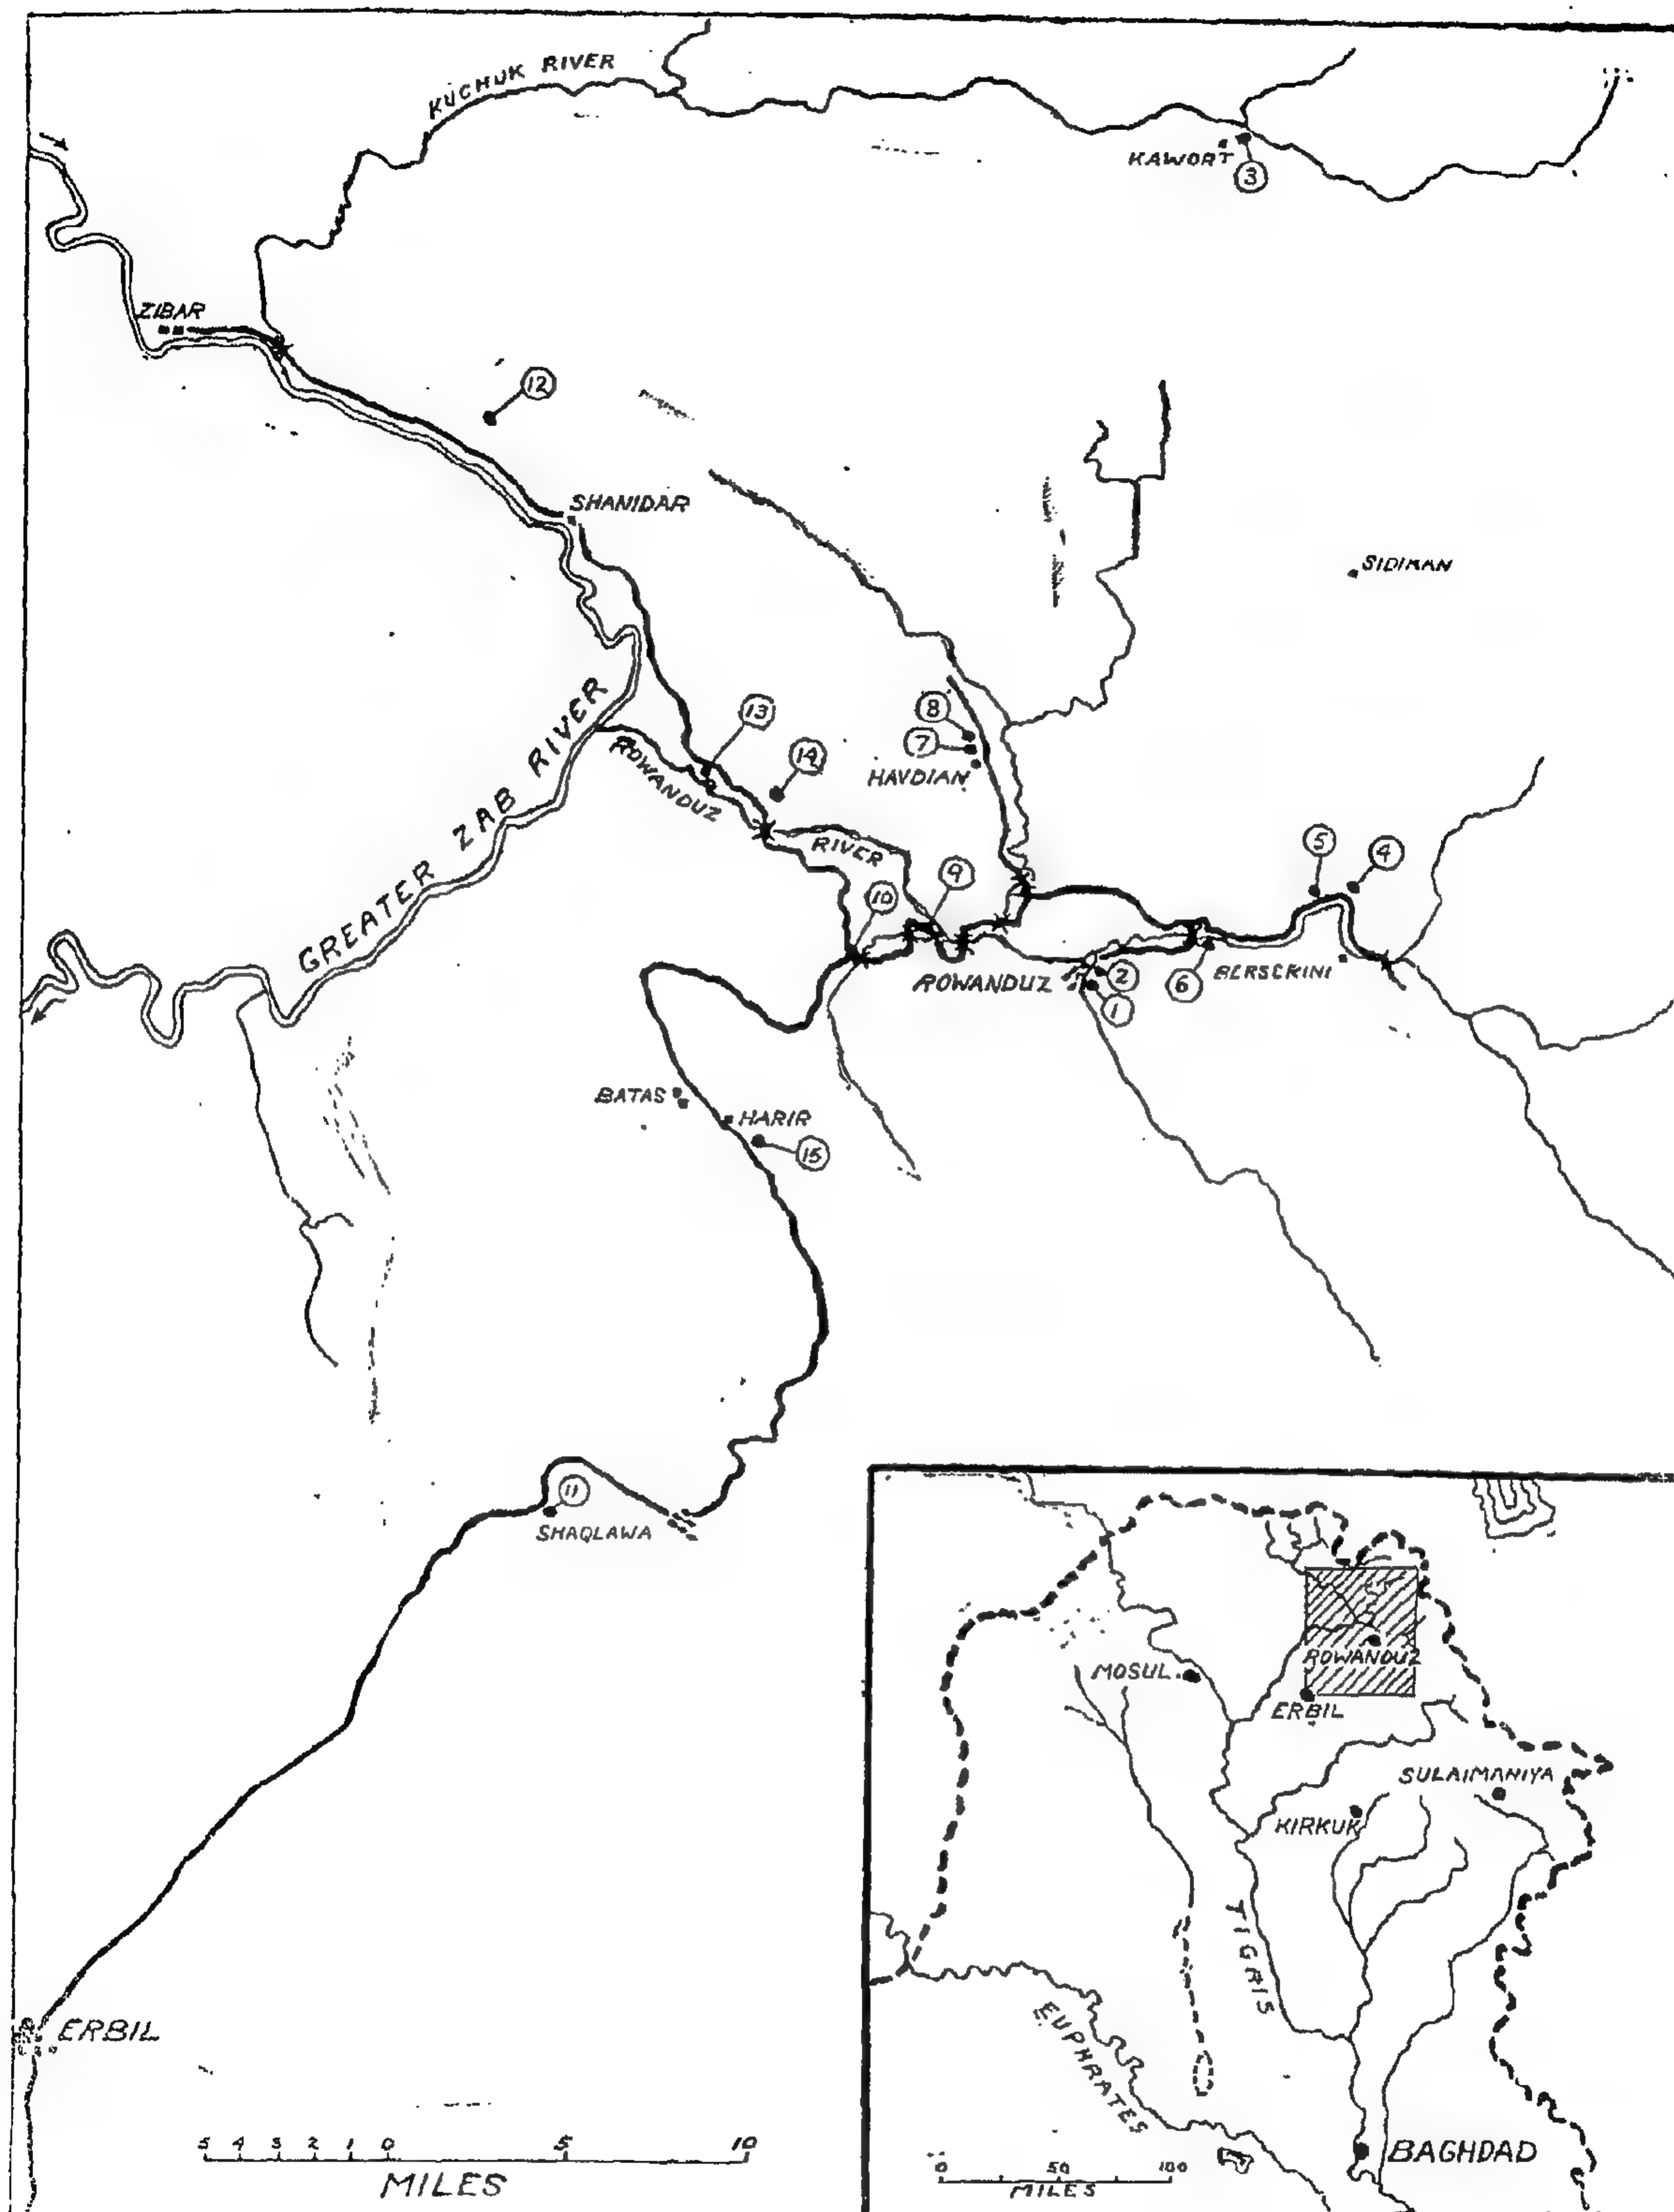 KUCHUK RIVER
KAWORT
3
ZIBAR
12
SHANIDAR
SIDIKAN
GREATER ZAB RIVER
ROWANDUZ RIVER
13
14
8
7
HAVDIAN
5
4
9
10
ROWANDUZ
2
1
6
BERSERINI
BATAS
HARIR
15
11
SHAQLAWA
ERBIL
5 4 3 2 1 0 5 10
MILES
ROWANDUZ
MOSUL
ERBIL
SULAIMANIYA
KIRKUK
TIGRIS
EUPHRATES
BAGHDAD
0 50 100
MILES